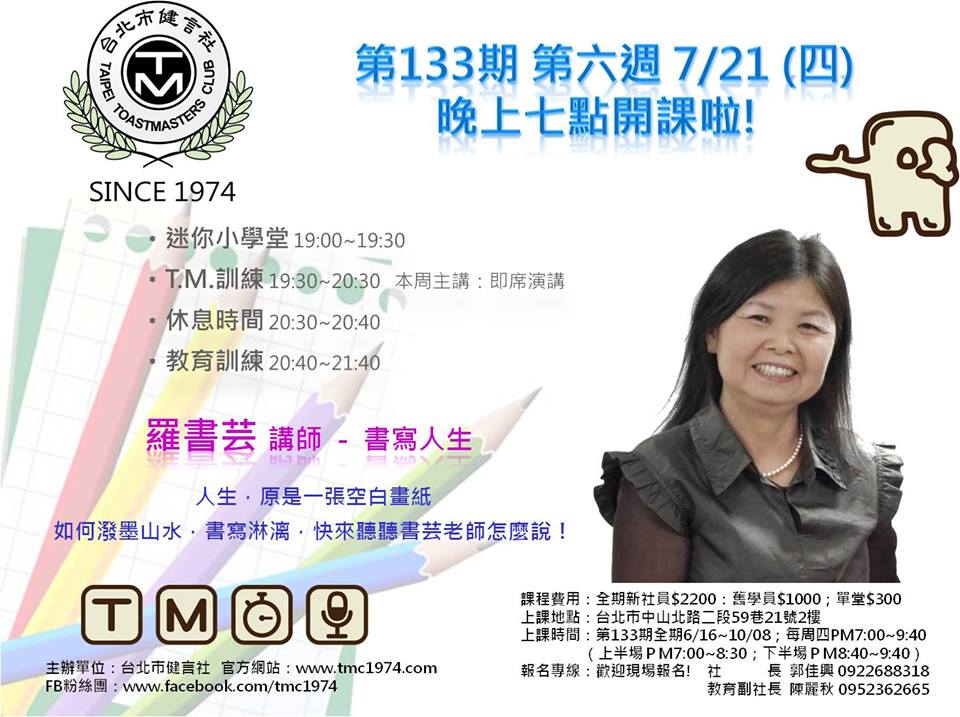 台北市健言社
TAIPEI TOASTMASTERS CLUB
TM
SINCE 1974
第133期 第六週 7/21 (四)
晚上七點開課啦!
* 迷你小學堂 19:00~19:30
* T.M.訓練 19:30~20:30 本周主講：即席演講
* 休息時間 20:30~20:40
* 教育訓練 20:40~21:40
羅書芸 講師 - 書寫人生
人生，原是一張空白畫紙
如何潑墨山水，書寫淋漓，快來聽聽書芸老師怎麼說！
T M
主辦單位：台北市健言社 官方網站：www.tmc1974.com
FB粉絲團：www.facebook.com/tmc1974
課程費用：全期新社員$2200：舊學員$1000；單堂$300
上課地點：台北市中山北路二段59巷21號2樓
上課時間：第133期全期6/16~10/08；每周四PM7:00~9:40
（上半場ＰM7:00~8:30；下半場ＰM8:40~9:40）
報名專線：歡迎現場報名! 社 長 郭佳興 0922688318
教育副社長 陳麗秋 0952362665